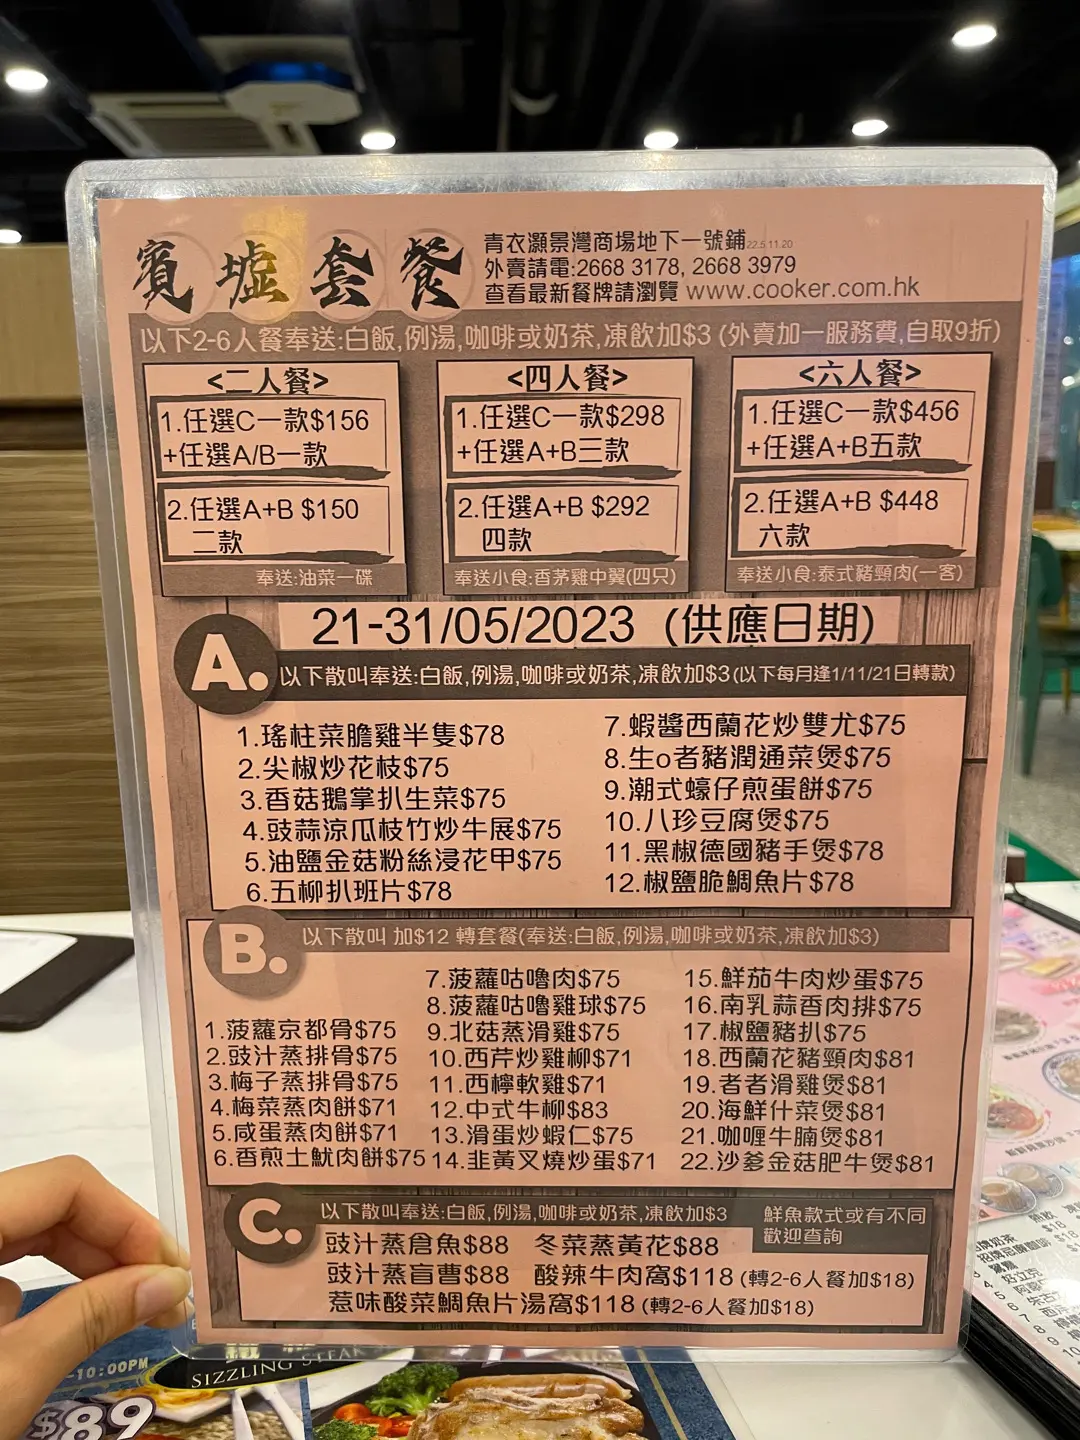 賓墟套餐
青衣灝景灣商場地下一號鋪 22.5.11.20
外賣請電:2668 3178, 2668 3979
查看最新餐牌請瀏覽 www.cooker.com.hk
以下2-6人餐奉送:白飯,例湯,咖啡或奶茶,凍飲加$3 (外賣加一服務費,自取9折)
<二人餐>
1.任選C一款$156
+任選A/B一款
2.任選A+B $150
二款
奉送:油菜一碟
<四人餐>
1.任選C一款$298
+任選A+B三款
2.任選A+B $292
四款
奉送小食:香茅雞中翼(四只)
<六人餐>
1.任選C一款$456
+任選A+B五款
2.任選A+B $448
六款
奉送小食:泰式豬頸肉(一客)
21-31/05/2023 (供應日期)
A.
以下散叫奉送:白飯,例湯,咖啡或奶茶,凍飲加$3(以下每月逢1/11/21日轉款)
1.瑤柱菜膽雞半隻$78
2.尖椒炒花枝$75
3.香菇鵝掌扒生菜$75
4.豉蒜涼瓜枝竹炒牛展$75
5.油鹽金菇粉絲浸花甲$75
6.五柳扒班片$78
7.蝦醬西蘭花炒雙尤$75
8.生o者豬潤通菜煲$75
9.潮式蠔仔煎蛋餅$75
10.八珍豆腐煲$75
11.黑椒德國豬手煲$78
12.椒鹽脆鯛魚片$78
B.
以下散叫 加$12 轉套餐(奉送:白飯,例湯,咖啡或奶茶,凍飲加$3)
1.菠蘿京都骨$75
2.豉汁蒸排骨$75
3.梅子蒸排骨$75
4.梅菜蒸肉餅$71
5.咸蛋蒸肉餅$71
6.香煎土魷肉餅$75
7.菠蘿咕嚕肉$75
8.菠蘿咕嚕雞球$75
9.北菇蒸滑雞$75
10.西芹炒雞柳$71
11.西檸軟雞$71
12.中式牛柳$83
13.滑蛋炒蝦仁$75
14.韭黃叉燒炒蛋$71
15.鮮茄牛肉炒蛋$75
16.南乳蒜香肉排$75
17.椒鹽豬扒$75
18.西蘭花豬頸肉$81
19.者者滑雞煲$81
20.海鮮什菜煲$81
21.咖喱牛腩煲$81
22.沙爹金菇肥牛煲$81
C.
以下散叫奉送:白飯,例湯,咖啡或奶茶,凍飲加$3
鮮魚款式或有不同
歡迎查詢
豉汁蒸倉魚$88 冬菜蒸黃花$88
豉汁蒸盲曹$88 酸辣牛肉窩$118 (轉2-6人餐加$18)
惹味酸菜鯛魚片湯窩$118 (轉2-6人餐加$18)
-10:00PM
SIZZLING STEAK
$89